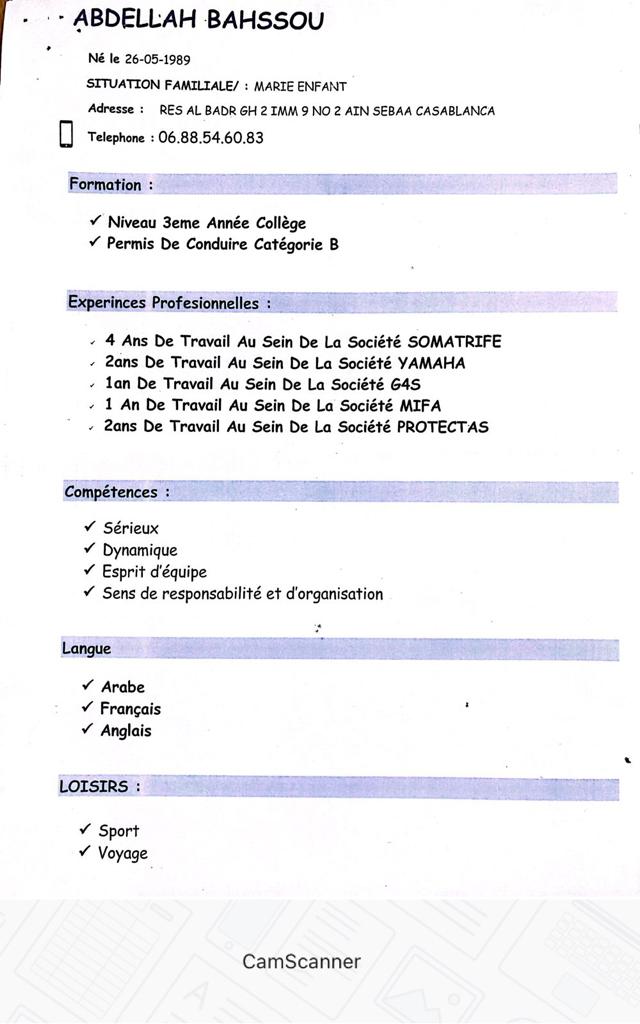 ABDELLAH BAHSSOU
Né le 26-05-1989
SITUATION FAMILIALE/ : MARIE ENFANT
Adresse : RES AL BADR GH 2 IMM 9 NO 2 AIN SEBAA CASABLANCA
Telephone : 06.88.54.60.83
Formation :
✓ Niveau 3eme Année Collège
✓ Permis De Conduire Catégorie B
Experinces Profesionnelles :
✓ 4 Ans De Travail Au Sein De La Société SOMATRIFE
✓ 2ans De Travail Au Sein De La Société YAMAHA
✓ 1an De Travail Au Sein De La Société G4S
✓ 1 An De Travail Au Sein De La Société MIFA
✓ 2ans De Travail Au Sein De La Société PROTECTAS
Compétences :
✓ Sérieux
✓ Dynamique
✓ Esprit d'équipe
✓ Sens de responsabilité et d'organisation
Langue
✓ Arabe
✓ Français
✓ Anglais
LOISIRS :
✓ Sport
✓ Voyage
CamScanner